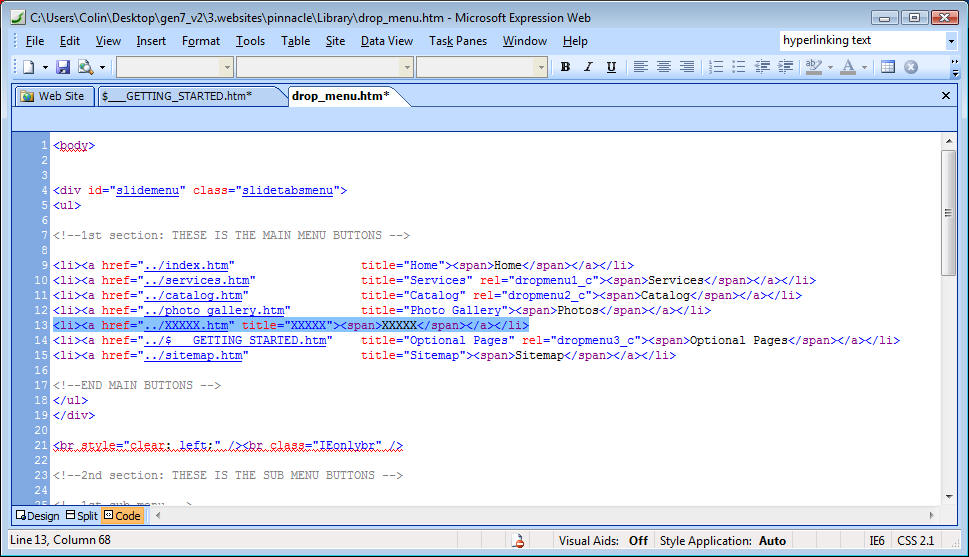 C:\Users\Colin\Desktop\gen7_v2\3.websites\pinnacle\Library\drop_menu.htm - Microsoft Expression Web
File Edit View Insert Format Tools Table Site Data View Task Panes Window Help hyperlinking text
B I U ab A
Web Site $___GETTING_STARTED.htm* drop_menu.htm*
1 <body>
2
3
4 <div id="slidemenu" class="slidetabsmenu">
5 <ul>
6
7 <!--1st section: THESE IS THE MAIN MENU BUTTONS -->
8
9 <li><a href="../index.htm" title="Home"><span>Home</span></a></li>
10 <li><a href="../services.htm" title="Services" rel="dropmenu1_c"><span>Services</span></a></li>
11 <li><a href="../catalog.htm" title="Catalog" rel="dropmenu2_c"><span>Catalog</span></a></li>
12 <li><a href="../photo_gallery.htm" title="Photo Gallery"><span>Photos</span></a></li>
13 <li><a href="../XXXXX.htm" title="XXXXX"><span>XXXXX</span></a></li>
14 <li><a href="../$___GETTING_STARTED.htm" title="Optional Pages" rel="dropmenu3_c"><span>Optional Pages</span></a></li>
15 <li><a href="../sitemap.htm" title="Sitemap"><span>Sitemap</span></a></li>
16
17 <!--END MAIN BUTTONS -->
18 </ul>
19 </div>
20
21 <br style="clear: left;" /><br class="IEonlybr" />
22
23 <!--2nd section: THESE IS THE SUB MENU BUTTONS -->
24
Design Split Code
Line 13, Column 68 Visual Aids: Off Style Application: Auto IE6 CSS 2.1